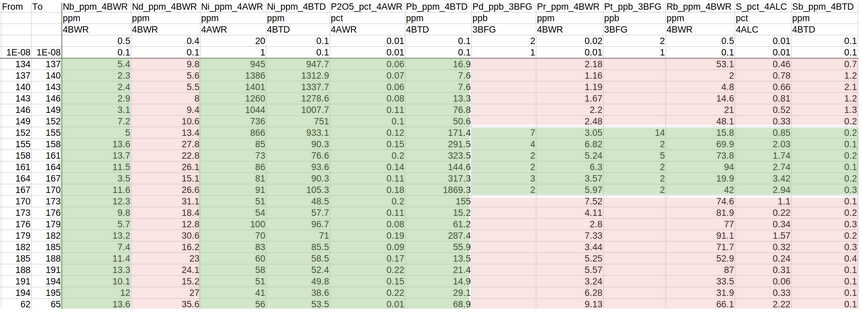 From To Nb_ppm_4BWR Nd_ppm_4BWR Ni_ppm_4AWR Ni_ppm_4BTD P2O5_pct_4AWR Pb_ppm_4BTD Pd_ppb_3BFG Pr_ppm_4BWR Pt_ppb_3BFG Rb_ppm_4BWR S_pct_4ALC Sb_ppm_4BTD
ppm ppm ppm ppm pct ppm ppb ppm ppb ppm pct ppm
4BWR 4BWR 4AWR 4BTD 4AWR 4BTD 3BFG 4BWR 3BFG 4BWR 4ALC 4BTD
0.5 0.4 20 0.1 0.01 0.1 2 0.02 2 0.5 0.01 0.1
1E-08 1E-08 0.1 0.1 1 0.1 0.01 0.1 1 0.01 1 0.1 0.01 0.1
134 137 5.4 9.8 945 947.7 0.06 16.9 2.18 53.1 0.46 0.7
137 140 2.3 5.6 1386 1312.9 0.07 7.6 1.16 2 0.78 1.2
140 143 2.4 5.5 1401 1337.7 0.06 7.6 1.19 4.8 0.66 2.1
143 146 2.9 8 1260 1278.6 0.08 13.3 1.67 14.6 0.81 1.2
146 149 3.1 9.4 1044 1007.7 0.11 76.8 2.2 21 0.52 1.3
149 152 7.2 10.6 736 751 0.1 50.6 2.48 48.1 0.33 0.2
152 155 5 13.4 866 933.1 0.12 171.4 7 3.05 14 15.8 0.85 0.2
155 158 13.6 27.8 85 90.3 0.15 291.5 4 6.82 2 69.9 2.03 0.1
158 161 13.7 22.8 73 76.6 0.2 323.5 2 5.24 5 73.8 1.74 0.2
161 164 11.5 26.1 86 93.6 0.14 144.6 2 6.3 2 94 2.74 0.1
164 167 3.5 15.1 81 90.3 0.11 317.3 3 3.57 2 19.9 3.42 0.2
167 170 11.6 26.6 91 105.3 0.18 1869.3 2 5.97 2 42 2.94 0.3
170 173 12.3 31.1 51 48.5 0.2 155 7.52 74.6 1.1 0.1
173 176 9.8 18.4 54 57.7 0.11 15.2 4.11 81.9 0.22 0.2
176 179 5.7 12.8 100 96.7 0.08 61.2 2.8 77 0.34 0.3
179 182 13.2 30.6 70 71 0.19 287.4 7.33 91.1 1.57 0.2
182 185 7.4 16.2 83 85.5 0.09 55.9 3.44 71.7 0.32 0.3
185 188 11.4 23 60 58.5 0.17 13.5 5.25 52.9 0.24 0.4
188 191 13.3 24.1 58 52.4 0.22 21.4 5.57 87 0.31 0.1
191 194 10.1 15.2 51 49.8 0.15 14.9 3.24 33.5 0.06 0.1
194 195 12 27 41 38.6 0.22 29.1 6.28 31.9 0.33 0.1
62 65 13.6 35.6 56 53.5 0.01 68.9 9.13 66.1 2.22 0.1